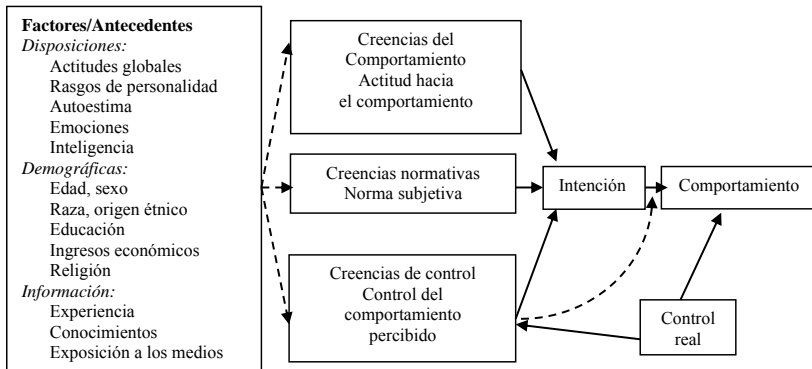 Factores/Antecedentes
Disposiciones:
Actitudes globales
Rasgos de personalidad
Autoestima
Emociones
Inteligencia
Demográficas:
Edad, sexo
Raza, origen étnico
Educación
Ingresos económicos
Religión
Información:
Experiencia
Conocimientos
Exposición a los medios
Creencias del
Comportamiento
Actitud hacia
el comportamiento
Creencias normativas
Norma subjetiva
Creencias de control
Control del
comportamiento
percibido
Intención
Comportamiento
Control
real